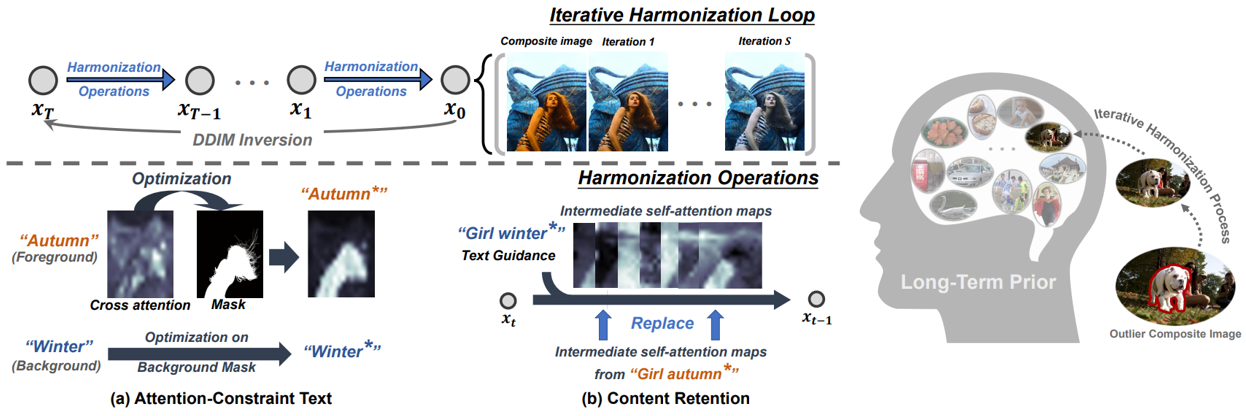 Iterative Harmonization Loop
Composite image
Iteration 1
Iteration S
Harmonization
Operations
Harmonization
Operations
x_T
x_{T-1}
x_1
x_0
DDIM Inversion
Harmonization Operations
Optimization
"Autumn*"
"Autumn"
(Foreground)
Cross attention
Mask
"Winter"
(Background)
Optimization on
Background Mask
"Winter*"
(a) Attention-Constraint Text
Intermediate self-attention maps
"Girl winter*"
Text Guidance
x_t
x_{t-1}
Replace
Intermediate self-attention maps
from "Girl autumn*"
(b) Content Retention
Iterative Harmonization Process
Long-Term Prior
Outlier Composite Image